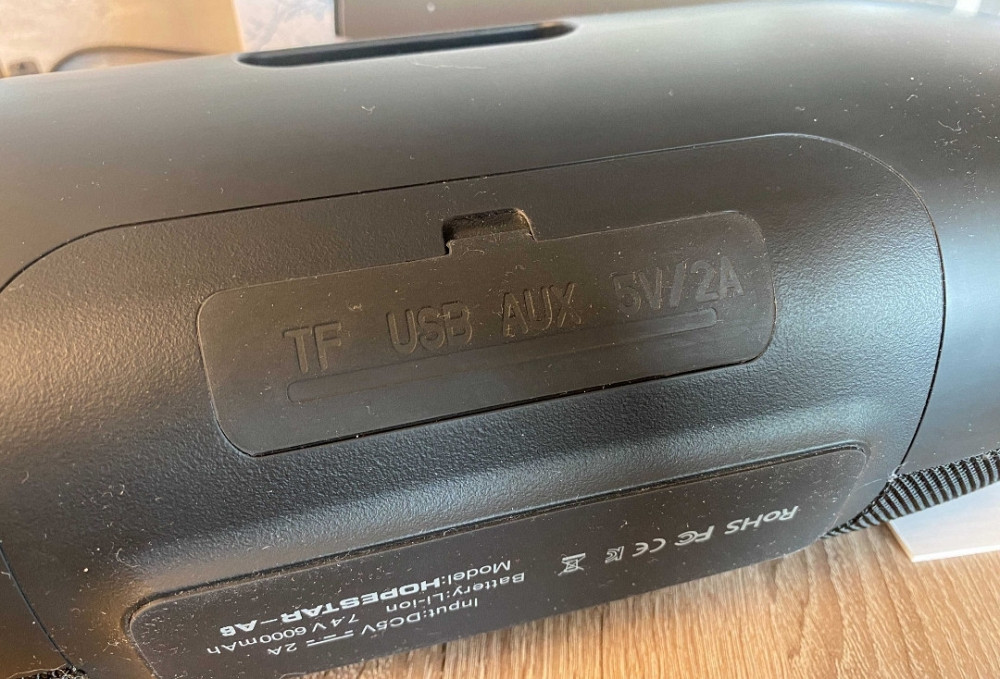 TF USB AUX 5V/2A
Input:DC5V 2A
Battery:Li-ion 7.4V 6000mAh
Model:HOPESTAR-A6
RoHS FC CE